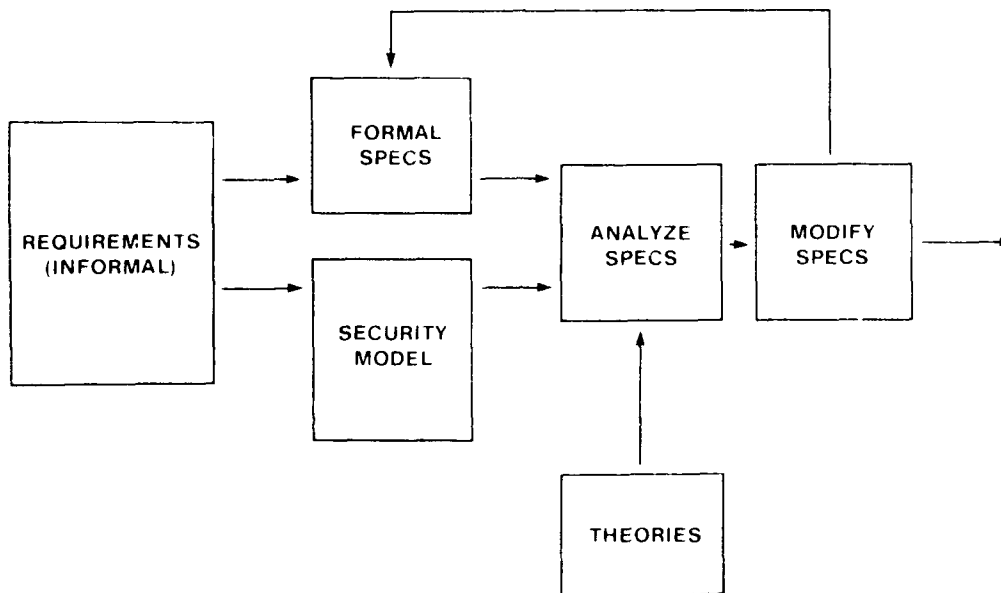 FORMAL
SPECS
REQUIREMENTS
(INFORMAL)
ANALYZE
SPECS
MODIFY
SPECS
SECURITY
MODEL
THEORIES